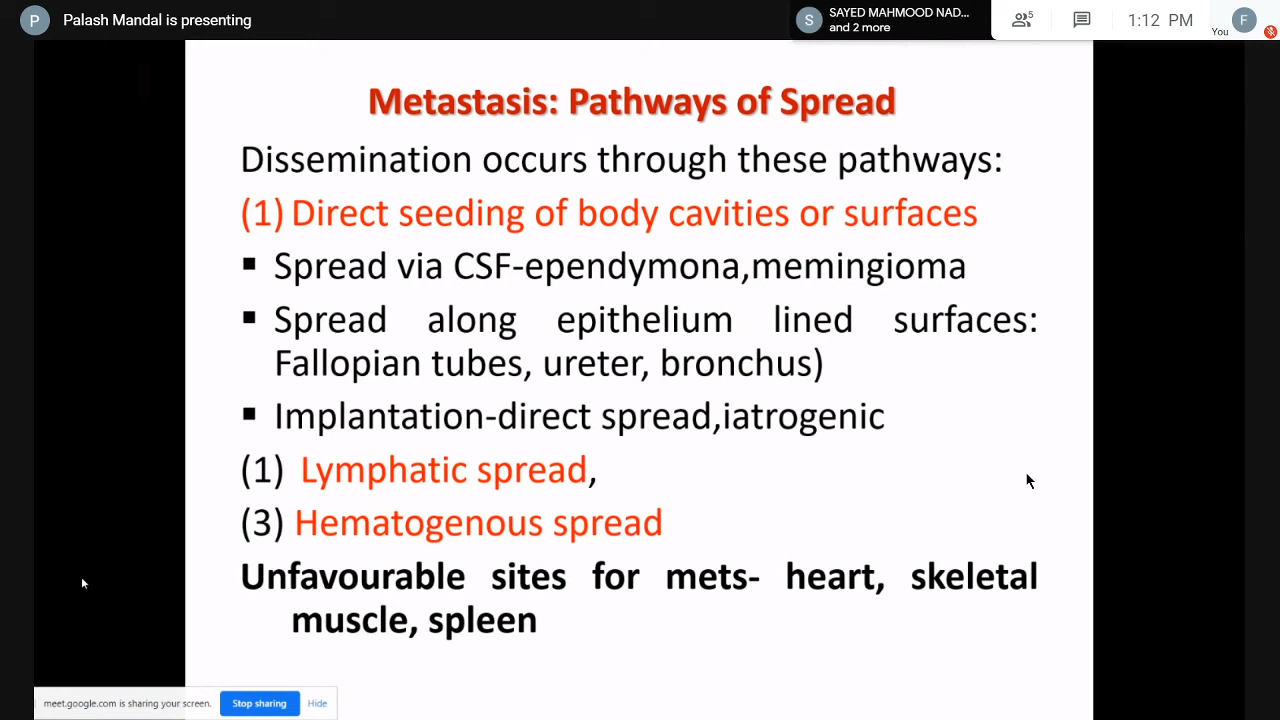 P Palash Mandal is presenting
S SAYED MAHMOOD NAD...
and 2 more
5
1:12 PM
You
F
Metastasis: Pathways of Spread
Dissemination occurs through these pathways:
(1) Direct seeding of body cavities or surfaces
▪ Spread via CSF-ependymona,memingioma
▪ Spread along epithelium lined surfaces:
Fallopian tubes, ureter, bronchus)
▪ Implantation-direct spread,iatrogenic
(1) Lymphatic spread,
(3) Hematogenous spread
Unfavourable sites for mets- heart, skeletal
muscle, spleen
meet.google.com is sharing your screen. Stop sharing Hide